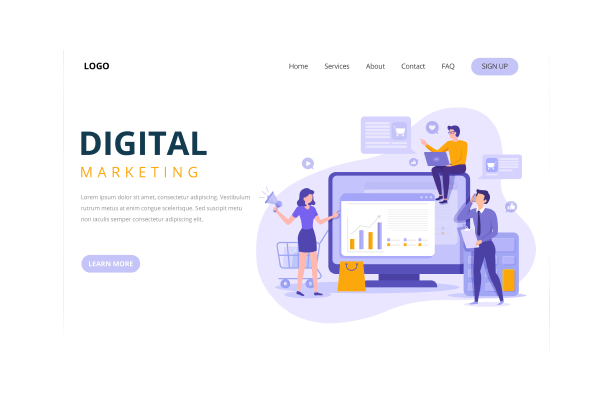 LOGO
Home Services About Contact FAQ SIGN UP
DIGITAL
MARKETING
Lorem ipsum dolor sit amet, consectetur adipiscing. Vestibulum
rutrum metus at enim congue scelerisque. Sed suscipit metu
non iaculis semper consectetur adipiscing elit.
LEARN MORE